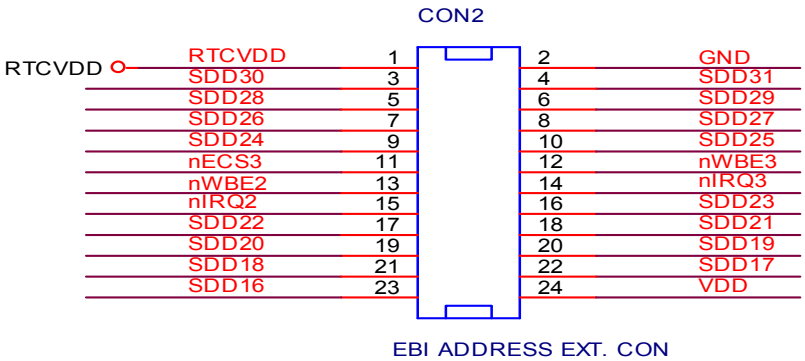 CON2
RTCVDD RTCVDD 1 2 GND
SDD30 3 4 SDD31
SDD28 5 6 SDD29
SDD26 7 8 SDD27
SDD24 9 10 SDD25
nECS3 11 12 nWBE3
nWBE2 13 14 nIRQ3
nIRQ2 15 16 SDD23
SDD22 17 18 SDD21
SDD20 19 20 SDD19
SDD18 21 22 SDD17
SDD16 23 24 VDD
EBI ADDRESS EXT. CON